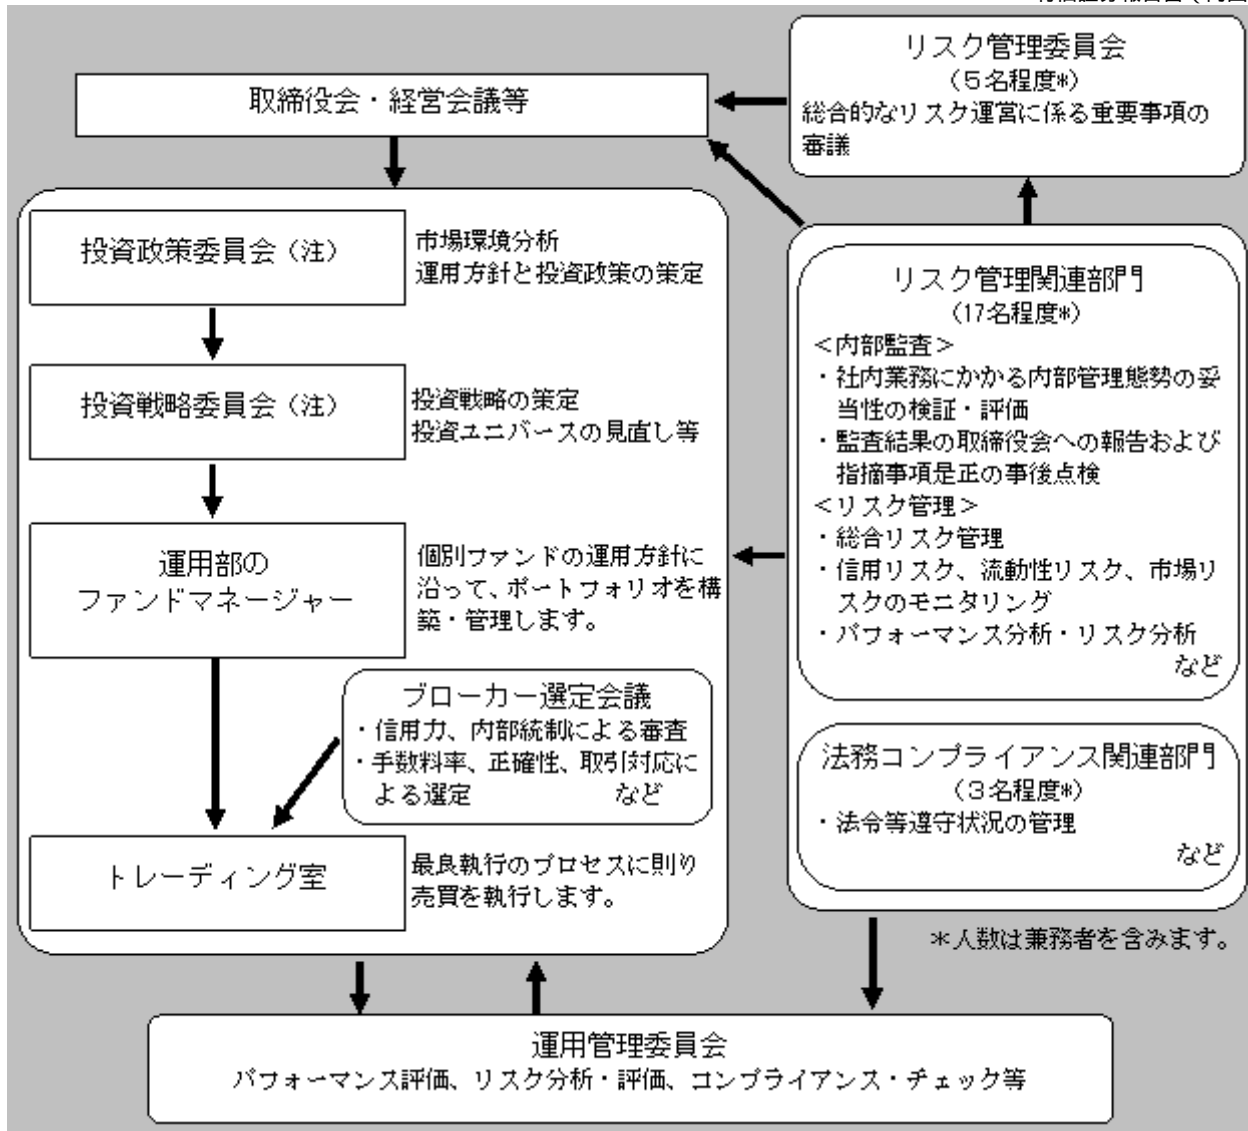 取締役会・経営会議等
リスク管理委員会
（５名程度*）
総合的なリスク運営に係る重要事項の
審議
投資政策委員会（注）
市場環境分析
運用方針と投資政策の策定
投資戦略委員会（注）
投資戦略の策定
投資ユニバースの見直し等
運用部の
ファンドマネージャー
個別ファンドの運用方針に
沿って、ポートフォリオを構
築・管理します。
ブローカー選定会議
・信用力、内部統制による審査
・手数料率、正確性、取引対応に
よる選定　　　　　　など
トレーディング室
最良執行のプロセスに則り
売買を執行します。
リスク管理関連部門
（17名程度*）
＜内部監査＞
・社内業務にかかる内部管理態勢の妥
当性の検証・評価
・監査結果の取締役会への報告および
指摘事項是正の事後点検
＜リスク管理＞
・総合リスク管理
・信用リスク、流動性リスク、市場リ
スクのモニタリング
・パフォーマンス分析・リスク分析
など
法務コンプライアンス関連部門
（３名程度*）
・法令等遵守状況の管理
など
＊人数は兼務者を含みます。
運用管理委員会
パフォーマンス評価、リスク分析・評価、コンプライアンス・チェック等